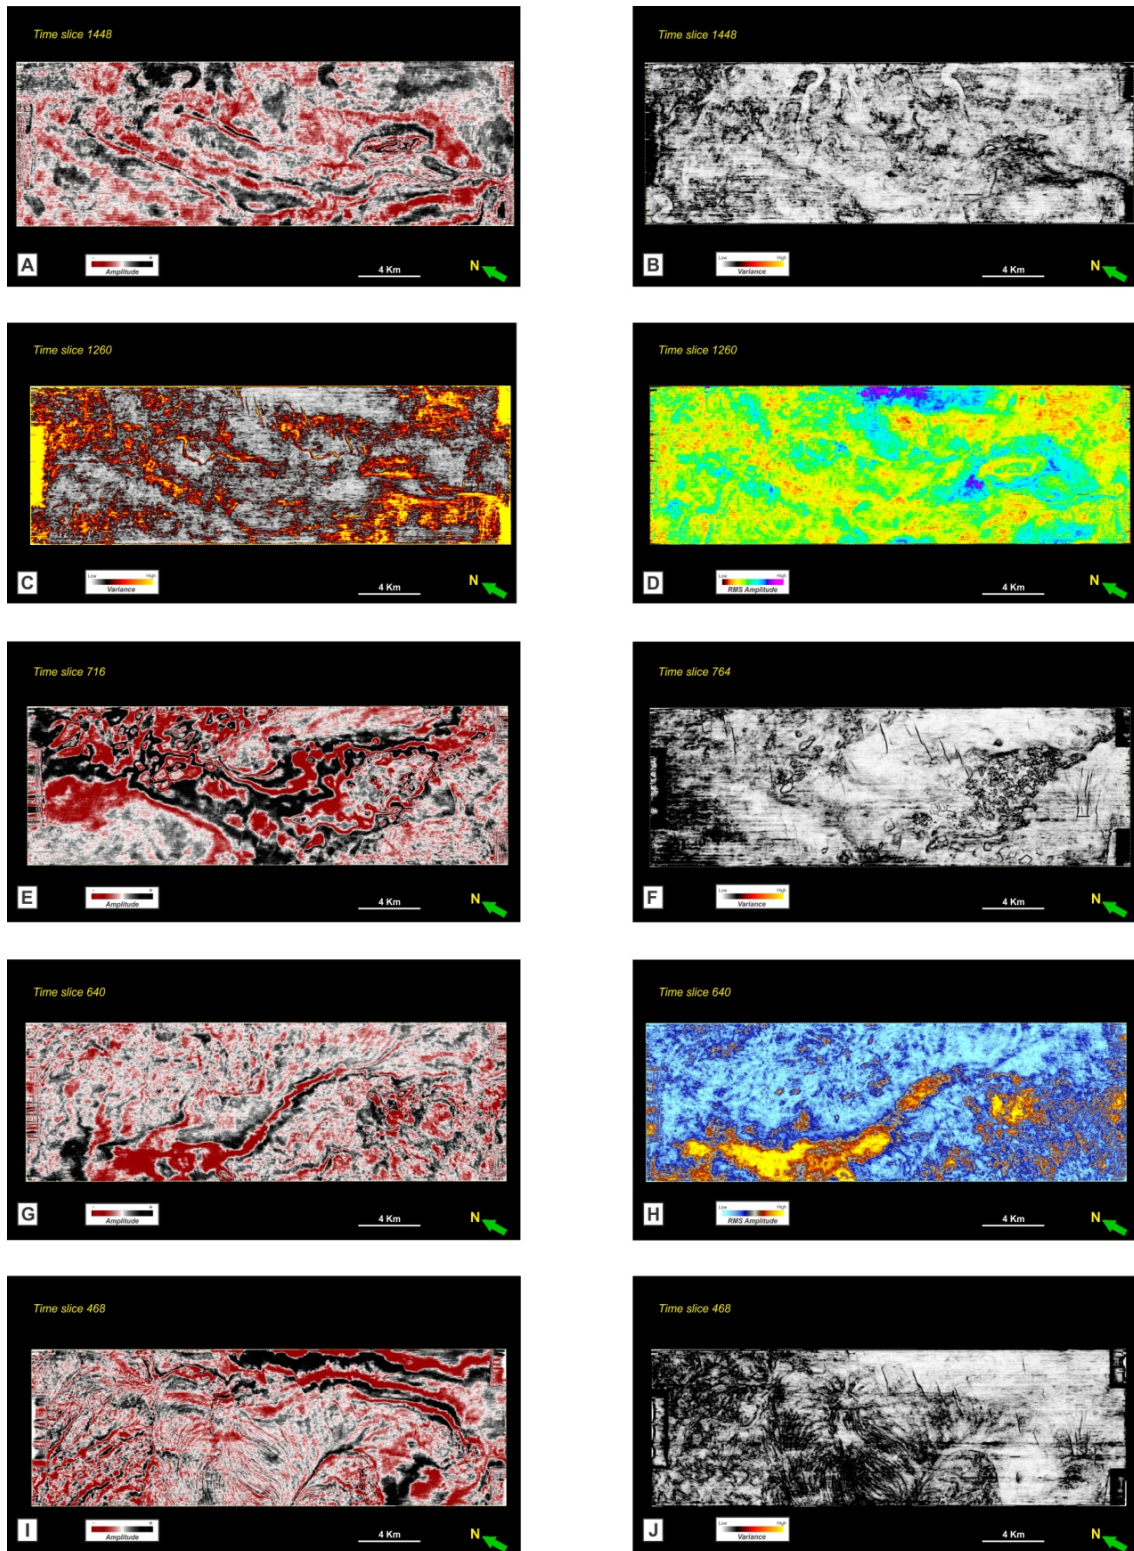 Time slice 1448
A
- +
Amplitude
4 Km
N
Time slice 1448
B
Low High
Variance
4 Km
N
Time slice 1260
C
Low High
Variance
4 Km
N
Time slice 1260
D
Low High
RMS Amplitude
4 Km
N
Time slice 716
E
- +
Amplitude
4 Km
N
Time slice 764
F
Low High
Variance
4 Km
N
Time slice 640
G
- +
Amplitude
4 Km
N
Time slice 640
H
Low High
RMS Amplitude
4 Km
N
Time slice 468
I
- +
Amplitude
4 Km
N
Time slice 468
J
Low High
Variance
4 Km
N